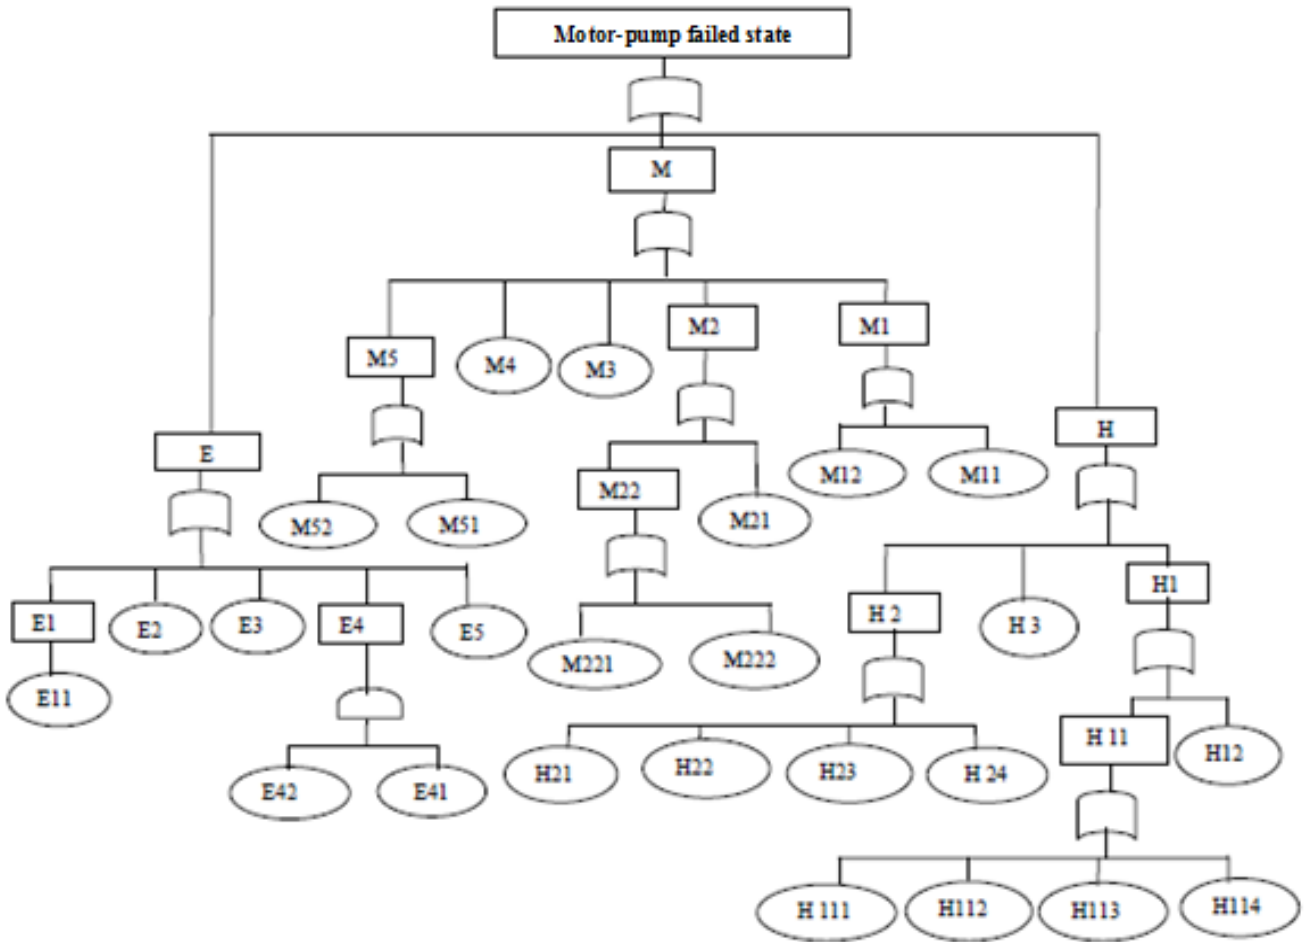 Motor-pump failed state
M
M2
M1
M5
M4
M3
H
E
M12
M11
M22
M52
M51
M21
H1
E1
E2
E3
E4
E5
H 2
H 3
M221
M222
E11
H 11
H12
H21
H22
H23
H 24
E42
E41
H 111
H112
H113
H114